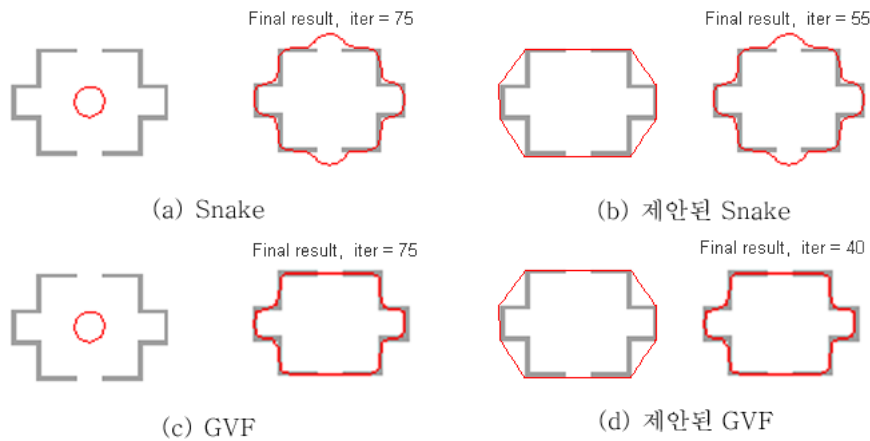 Final result, iter = 75
Final result, iter = 55
(a) Snake
(b) 제안된 Snake
Final result, iter = 75
Final result, iter = 40
(c) GVF
(d) 제안된 GVF